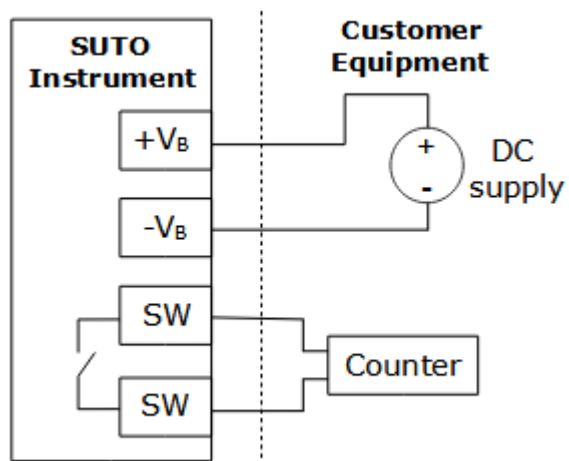 SUTO
Instrument
Customer
Equipment
+VB
+
-
DC
supply
-VB
SW
Counter
SW